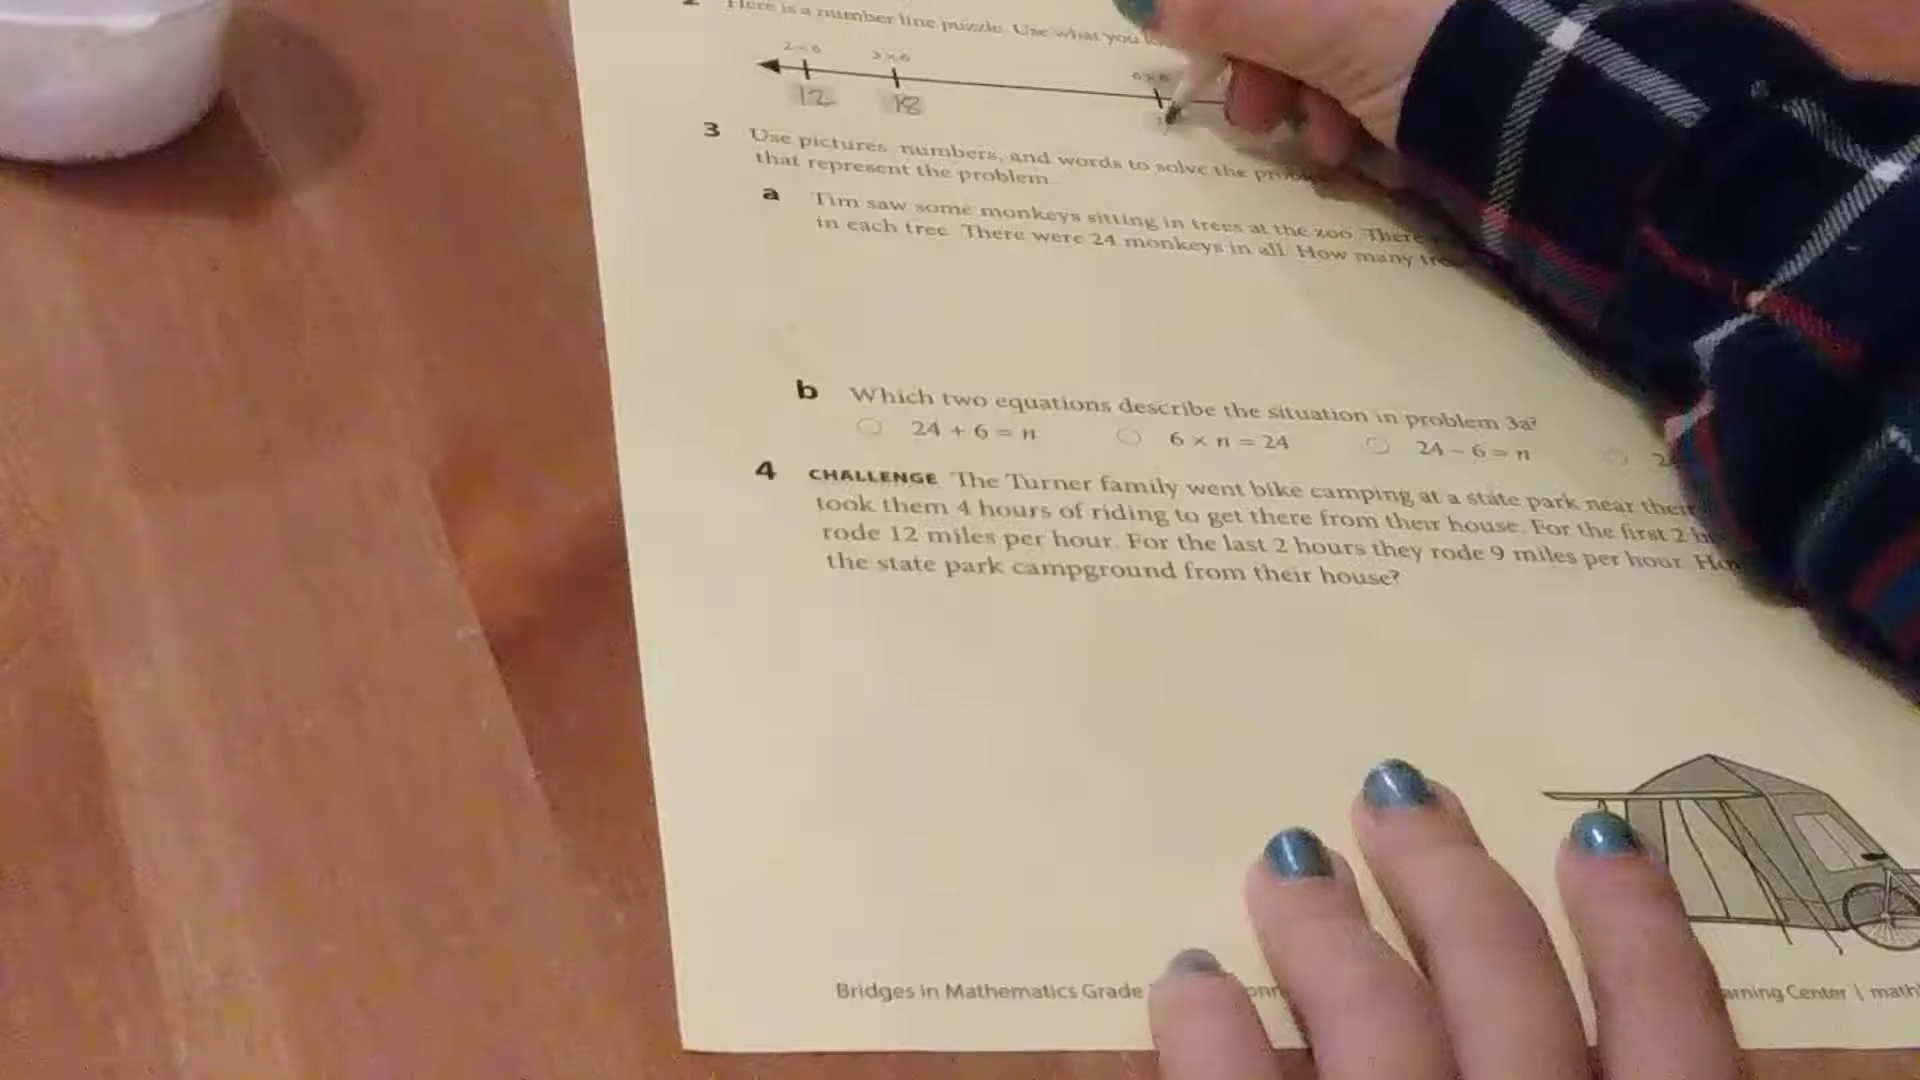 2 Here is a number line puzzle. Use what you
2 × 6 3 × 6 6 × 6
12 18
3 Use pictures, numbers, and words to solve the
that represent the problem.
a Tim saw some monkeys sitting in trees at the zoo. There
in each tree. There were 24 monkeys in all. How many
b Which two equations describe the situation in problem 3a?
24 + 6 = n 6 × n = 24 24 – 6 = n
4 CHALLENGE The Turner family went bike camping at a state park near their
took them 4 hours of riding to get there from their house. For the first 2
rode 12 miles per hour. For the last 2 hours they rode 9 miles per hour.
the state park campground from their house?
Bridges in Mathematics Grade Center | math